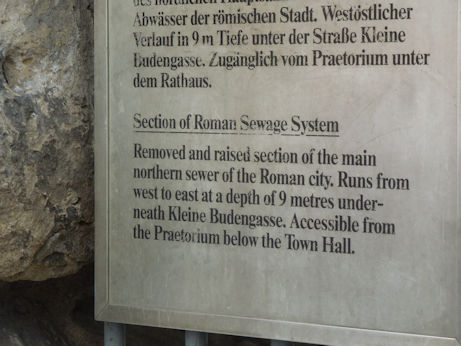 des nördlichen
Abwässer der römischen Stadt. Westöstlicher
Verlauf in 9 m Tiefe unter der Straße Kleine
Budengasse. Zugänglich vom Praetorium unter
dem Rathaus.
Section of Roman Sewage System
Removed and raised section of the main
northern sewer of the Roman city. Runs from
west to east at a depth of 9 metres under-
neath Kleine Budengasse. Accessible from
the Praetorium below the Town Hall.